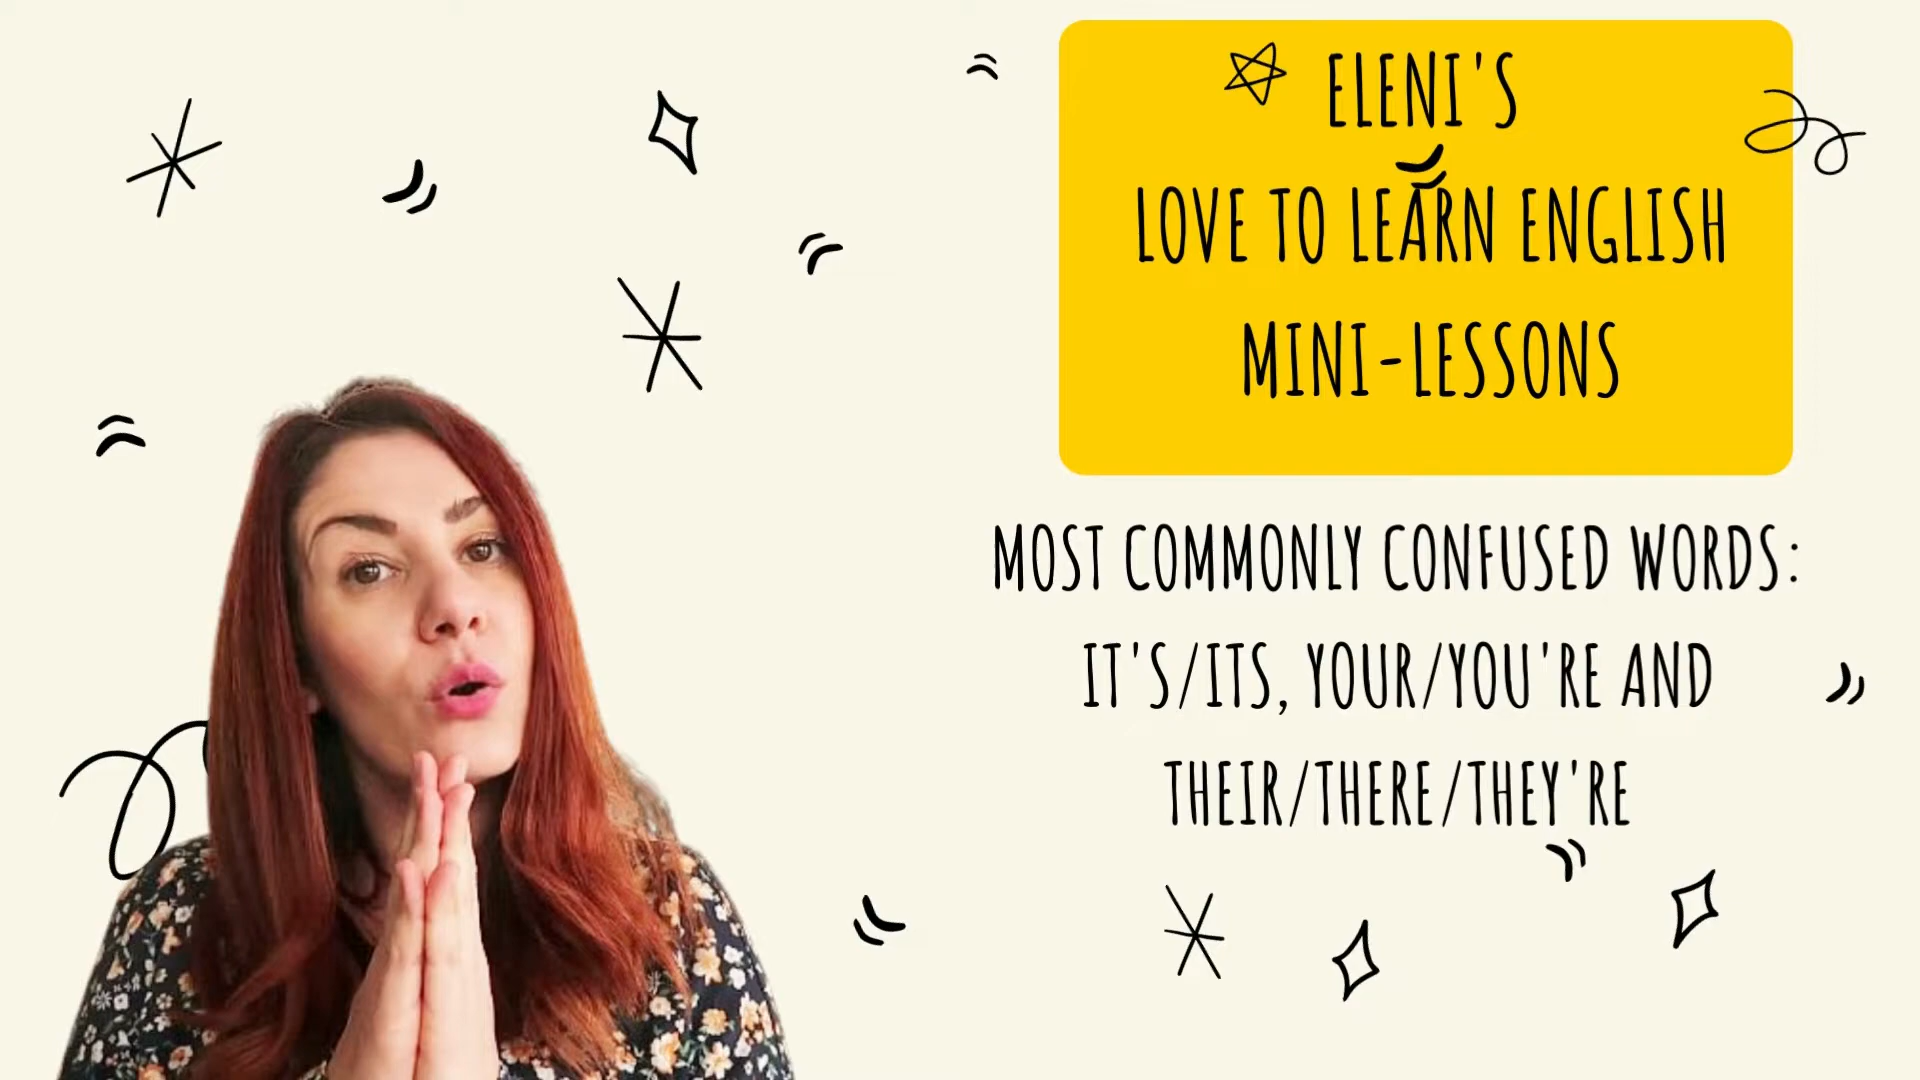 ELENI'S
LOVE TO LEARN ENGLISH
MINI-LESSONS
MOST COMMONLY CONFUSED WORDS:
IT'S/ITS, YOUR/YOU'RE AND
THEIR/THERE/THEY'RE